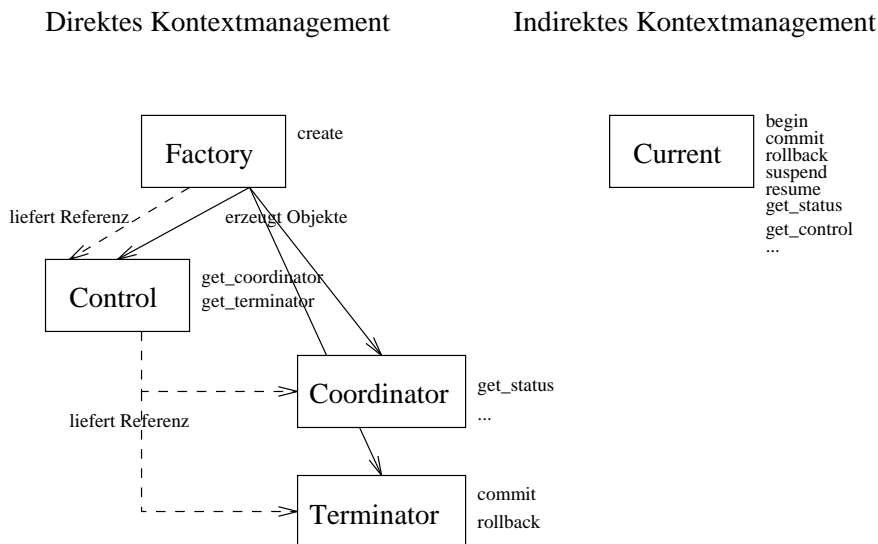 Direktes Kontextmanagement
Indirektes Kontextmanagement
Factory
create
liefert Referenz
erzeugt Objekte
Control
get_coordinator
get_terminator
liefert Referenz
Coordinator
get_status
...
Terminator
commit
rollback
Current
begin
commit
rollback
suspend
resume
get_status
get_control
...